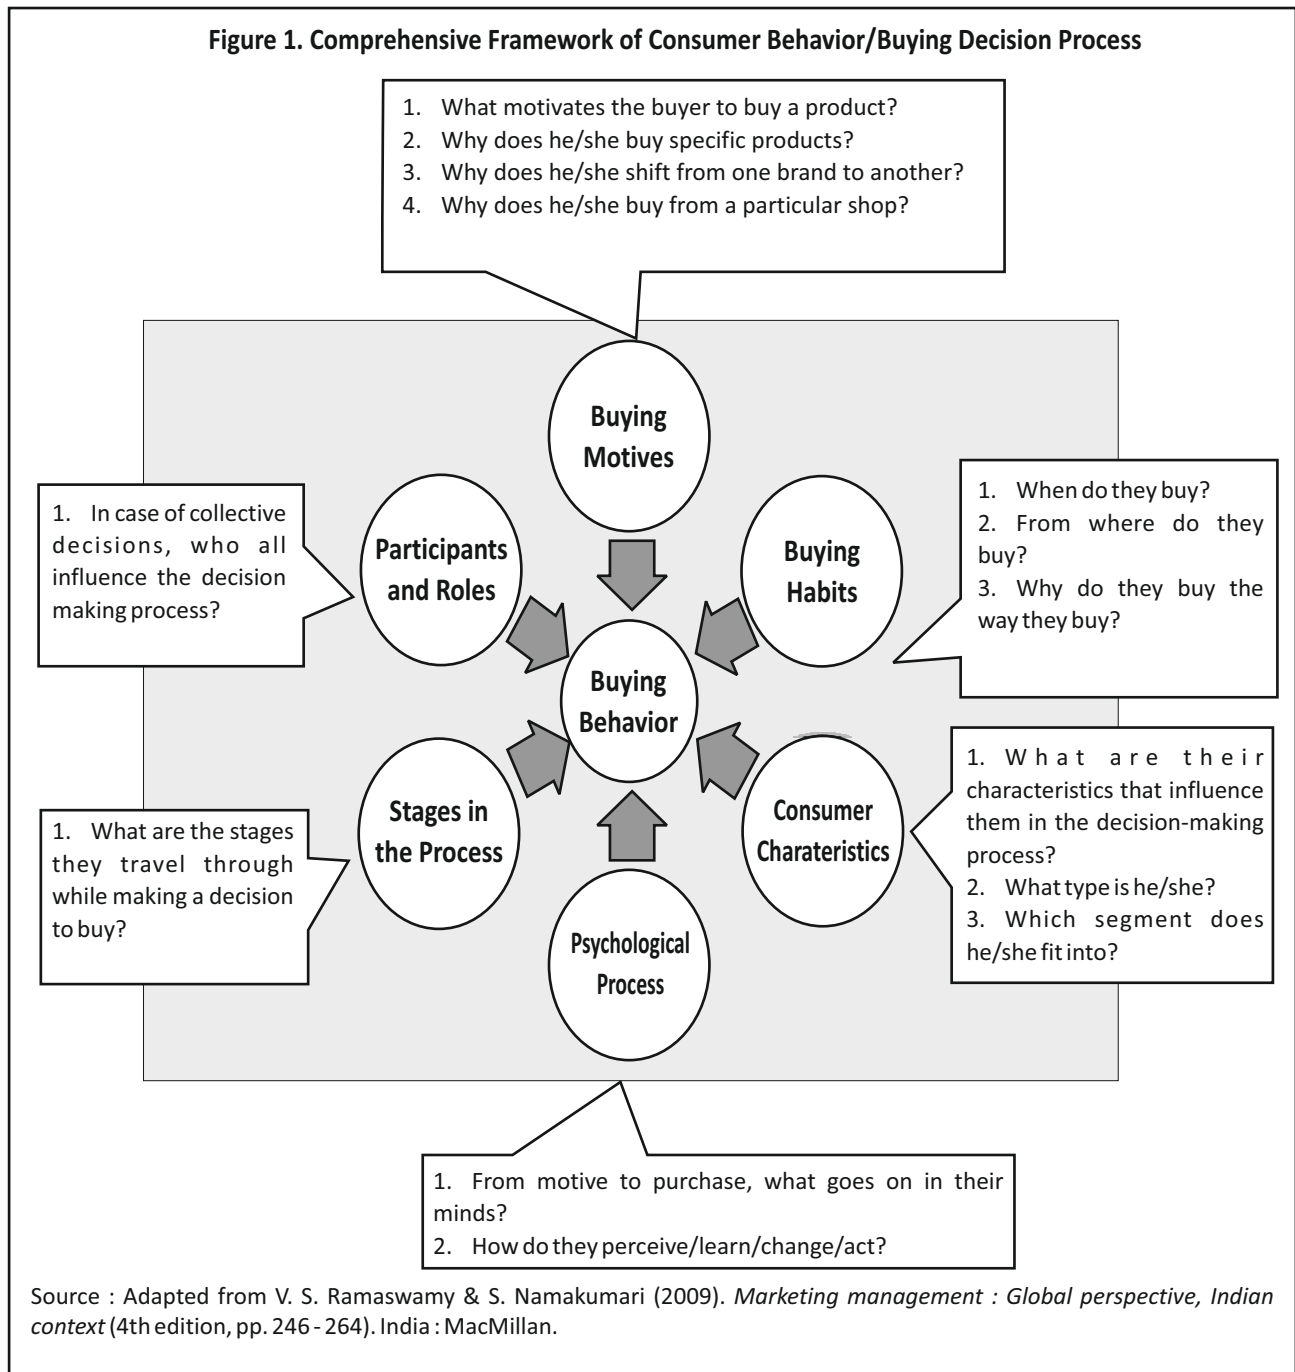 Figure 1. Comprehensive Framework of Consumer Behavior/Buying Decision Process
1. What motivates the buyer to buy a product?
2. Why does he/she buy specific products?
3. Why does he/she shift from one brand to another?
4. Why does he/she buy from a particular shop?
Buying
Motives
1. In case of collective
decisions, who all
influence the decision
making process?
Participants
and Roles
Buying
Habits
1. When do they buy?
2. From where do they
buy?
3. Why do they buy the
way they buy?
Buying
Behavior
1. What are the stages
they travel through
while making a decision
to buy?
Stages in
the Process
Consumer
Charateristics
1. What are their
characteristics that influence
them in the decision-making
process?
2. What type is he/she?
3. Which segment does
he/she fit into?
Psychological
Process
1. From motive to purchase, what goes on in their
minds?
2. How do they perceive/learn/change/act?
Source : Adapted from V. S. Ramaswamy & S. Namakumari (2009). Marketing management : Global perspective, Indian
context (4th edition, pp. 246 - 264). India : MacMillan.